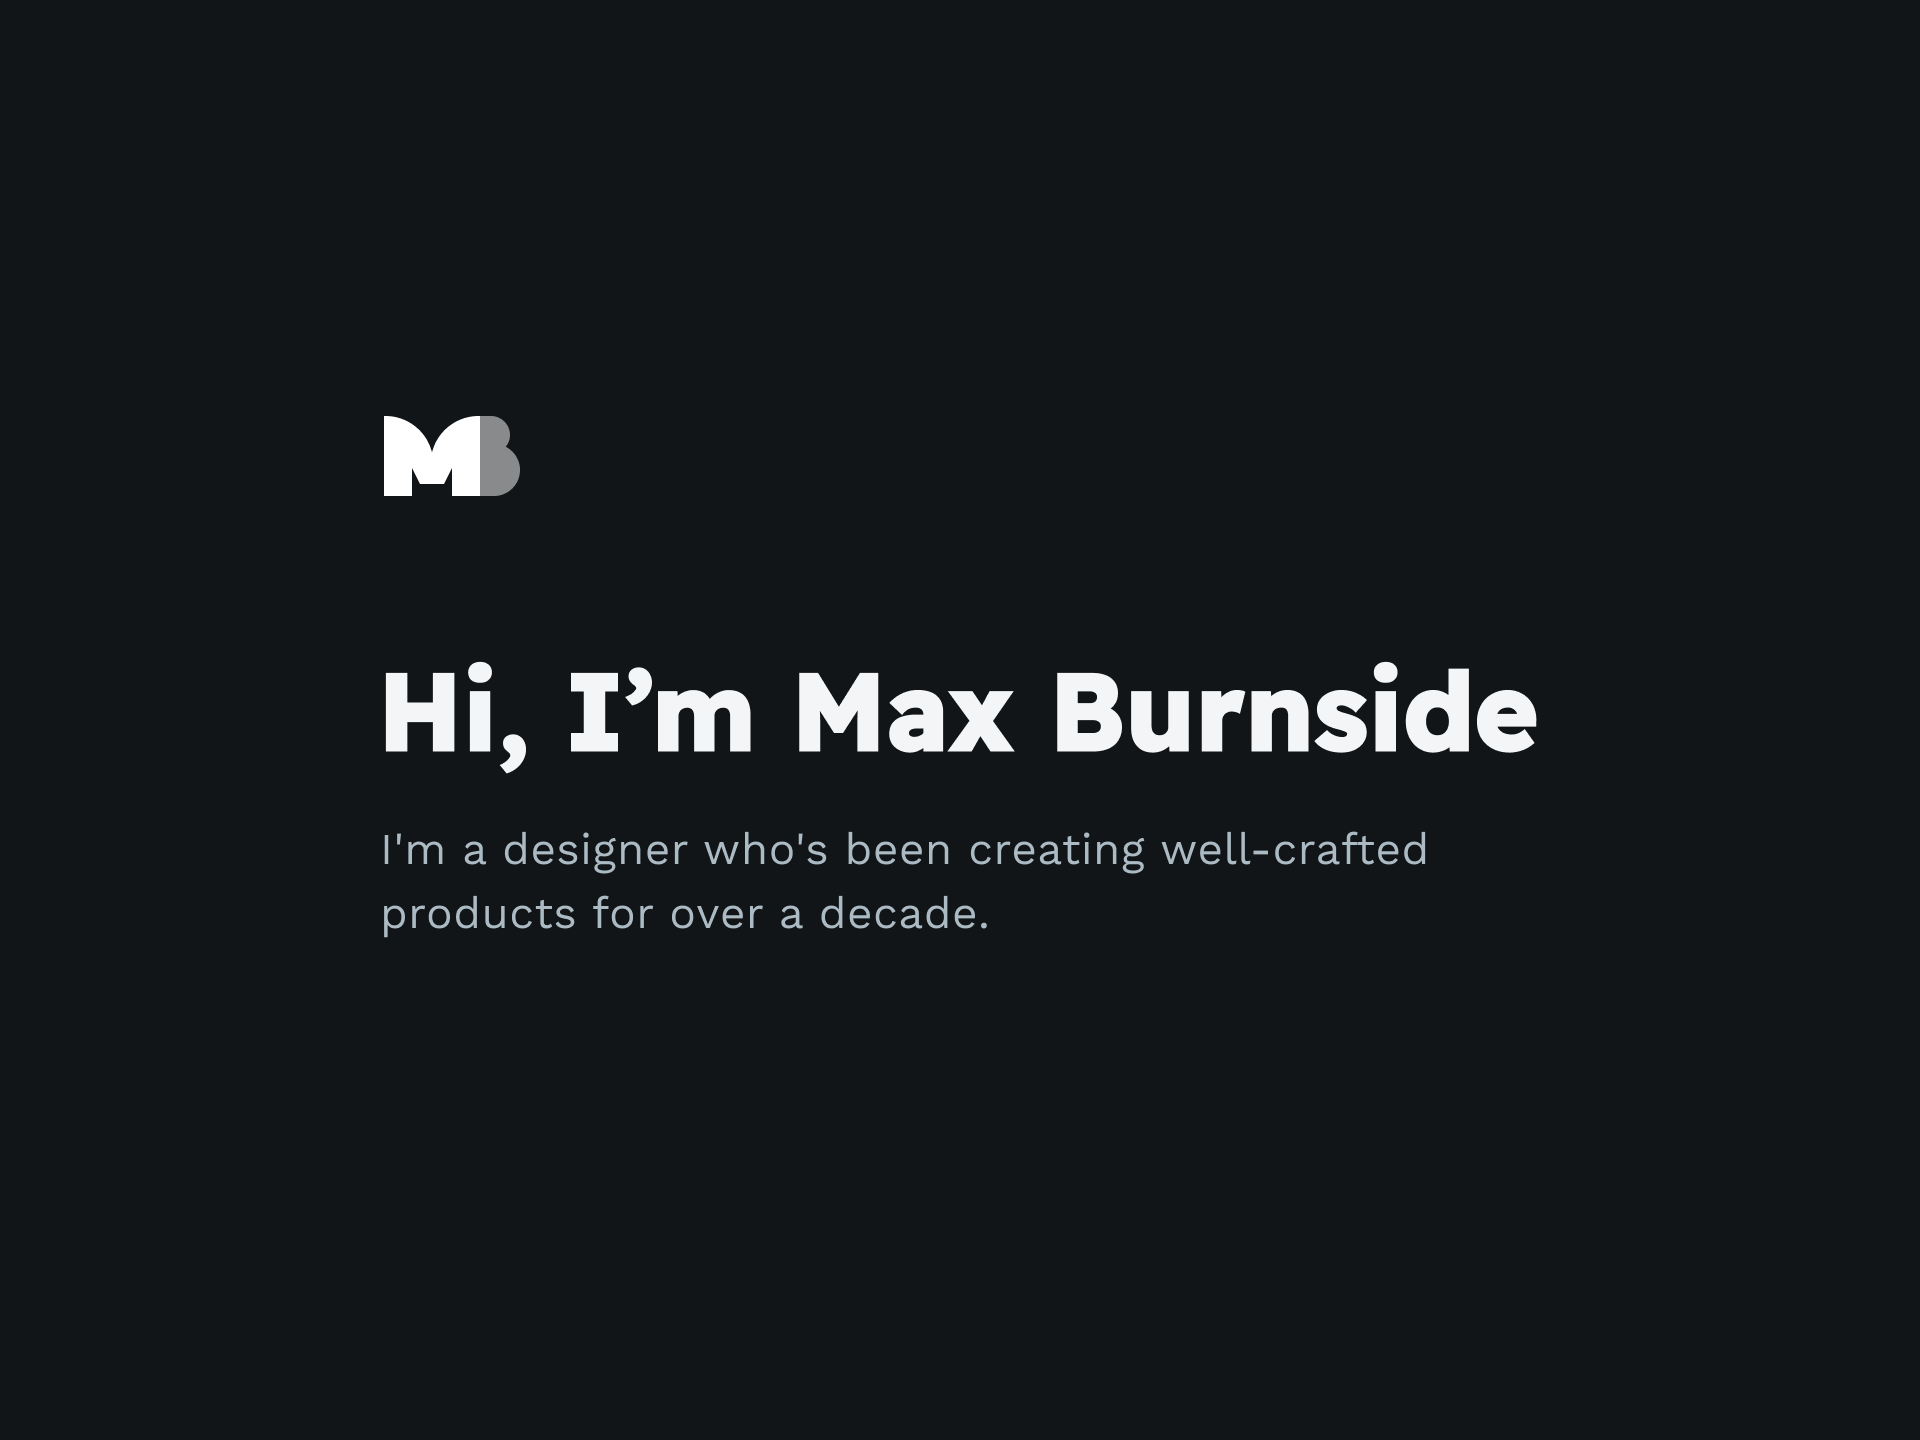 MB
Hi, I’m Max Burnside
I'm a designer who's been creating well-crafted
products for over a decade.